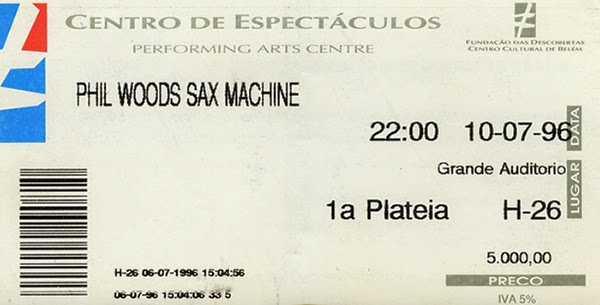 CENTRO DE ESPECTÁCULOS
PERFORMING ARTS CENTRE
FUNDAÇÃO DAS DESCOBERTAS
CENTRO CULTURAL DE BELÉM
PHIL WOODS SAX MACHINE
22:00 10-07-96
DATA
Grande Auditorio
1a Plateia H-26
LUGAR
5.000,00
PREÇO
IVA 5%
H-26 06-07-1996 15:04:56
06-07-96 15:04:06 33 5